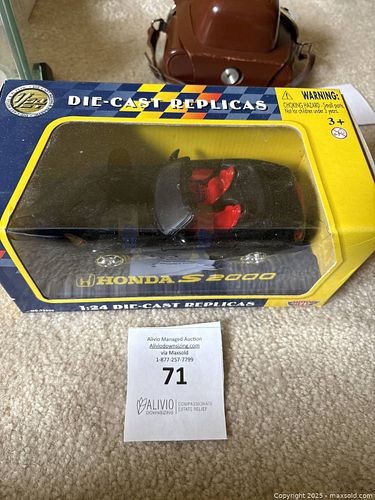 DIE-CAST REPLICAS
WARNING:
CHOKING HAZARD - Small parts.
Not for children under 3 years.
3+
HONDA S2000
1:24 DIE-CAST REPLICAS
Alivio Managed Auction
Aliviodownsizing.com
via Maxsold
1-877-257-7799
71
ALIVIO
DOWNSIZING
COMPASSIONATE
ESTATE RELIEF
Copyright 2025 - maxsold.com